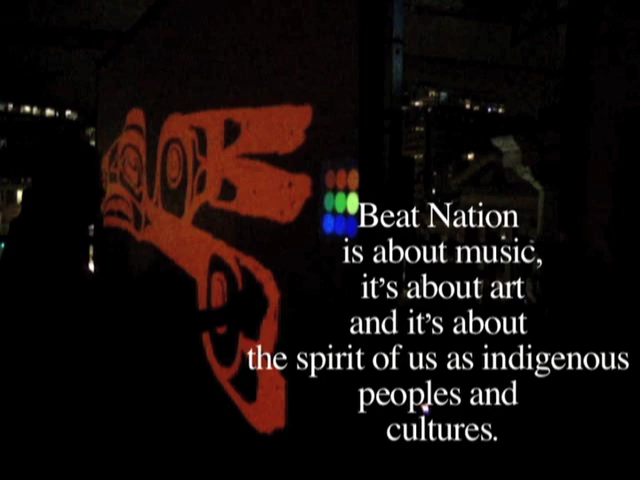 Beat Nation
is about music,
it's about art
and it's about
the spirit of us as indigenous
peoples and
cultures.